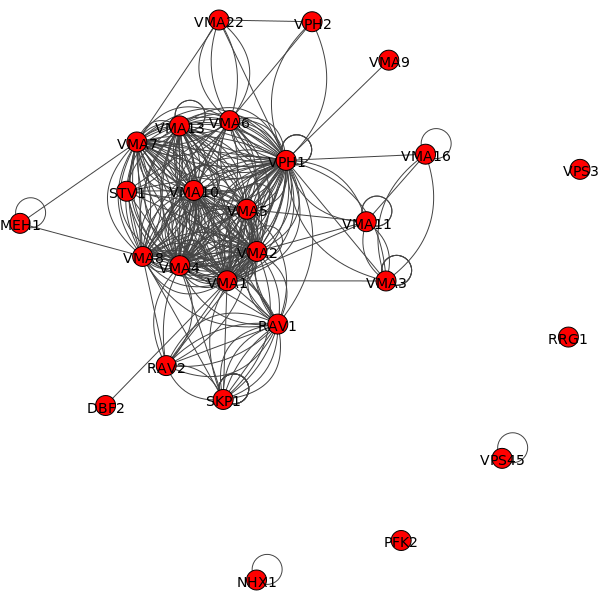 VMA22
VPH2
VMA9
VMA13
VMA6
VMA7
VPH1
VMA16
VPS3
STV1
VMA10
VMA5
MEH1
VMA11
VMA8
VMA4
VMA2
VMA1
VMA3
RAV1
RRG1
RAV2
DBF2
SKP1
VPS45
PFK2
NHX1